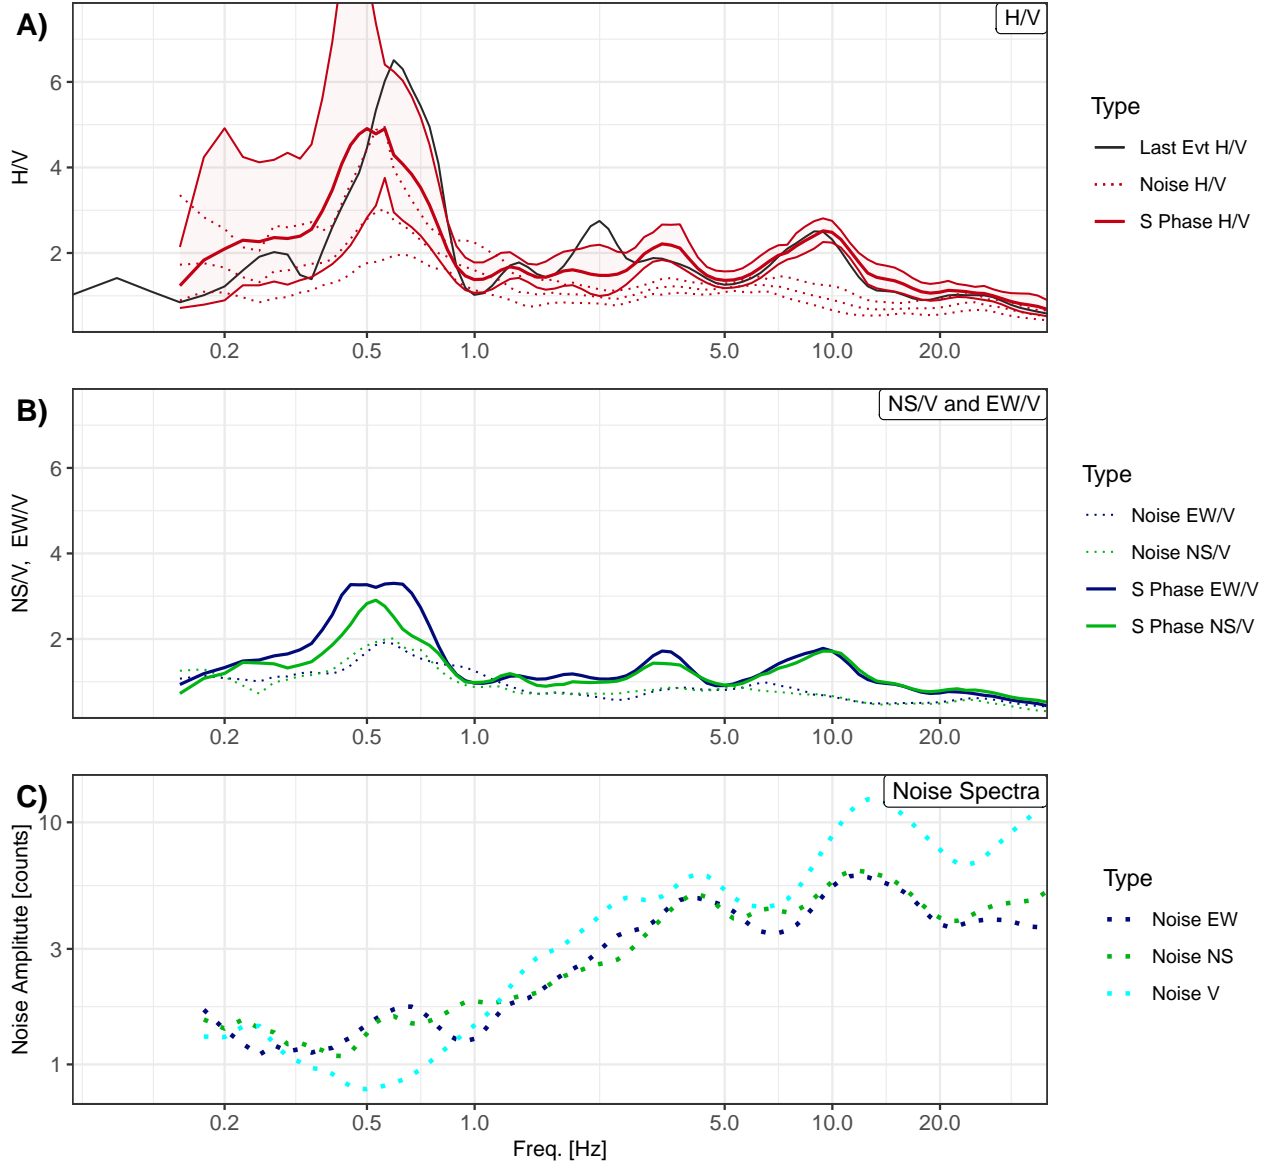 A)
H/V
6
4
2
H/V
0.2 0.5 1.0 5.0 10.0 20.0
Type
Last Evt H/V
Noise H/V
S Phase H/V
B)
NS/V and EW/V
6
4
2
NS/V, EW/V
0.2 0.5 1.0 5.0 10.0 20.0
Type
Noise EW/V
Noise NS/V
S Phase EW/V
S Phase NS/V
C)
Noise Spectra
10
3
1
Noise Amplitute [counts]
0.2 0.5 1.0 5.0 10.0 20.0
Freq. [Hz]
Type
Noise EW
Noise NS
Noise V